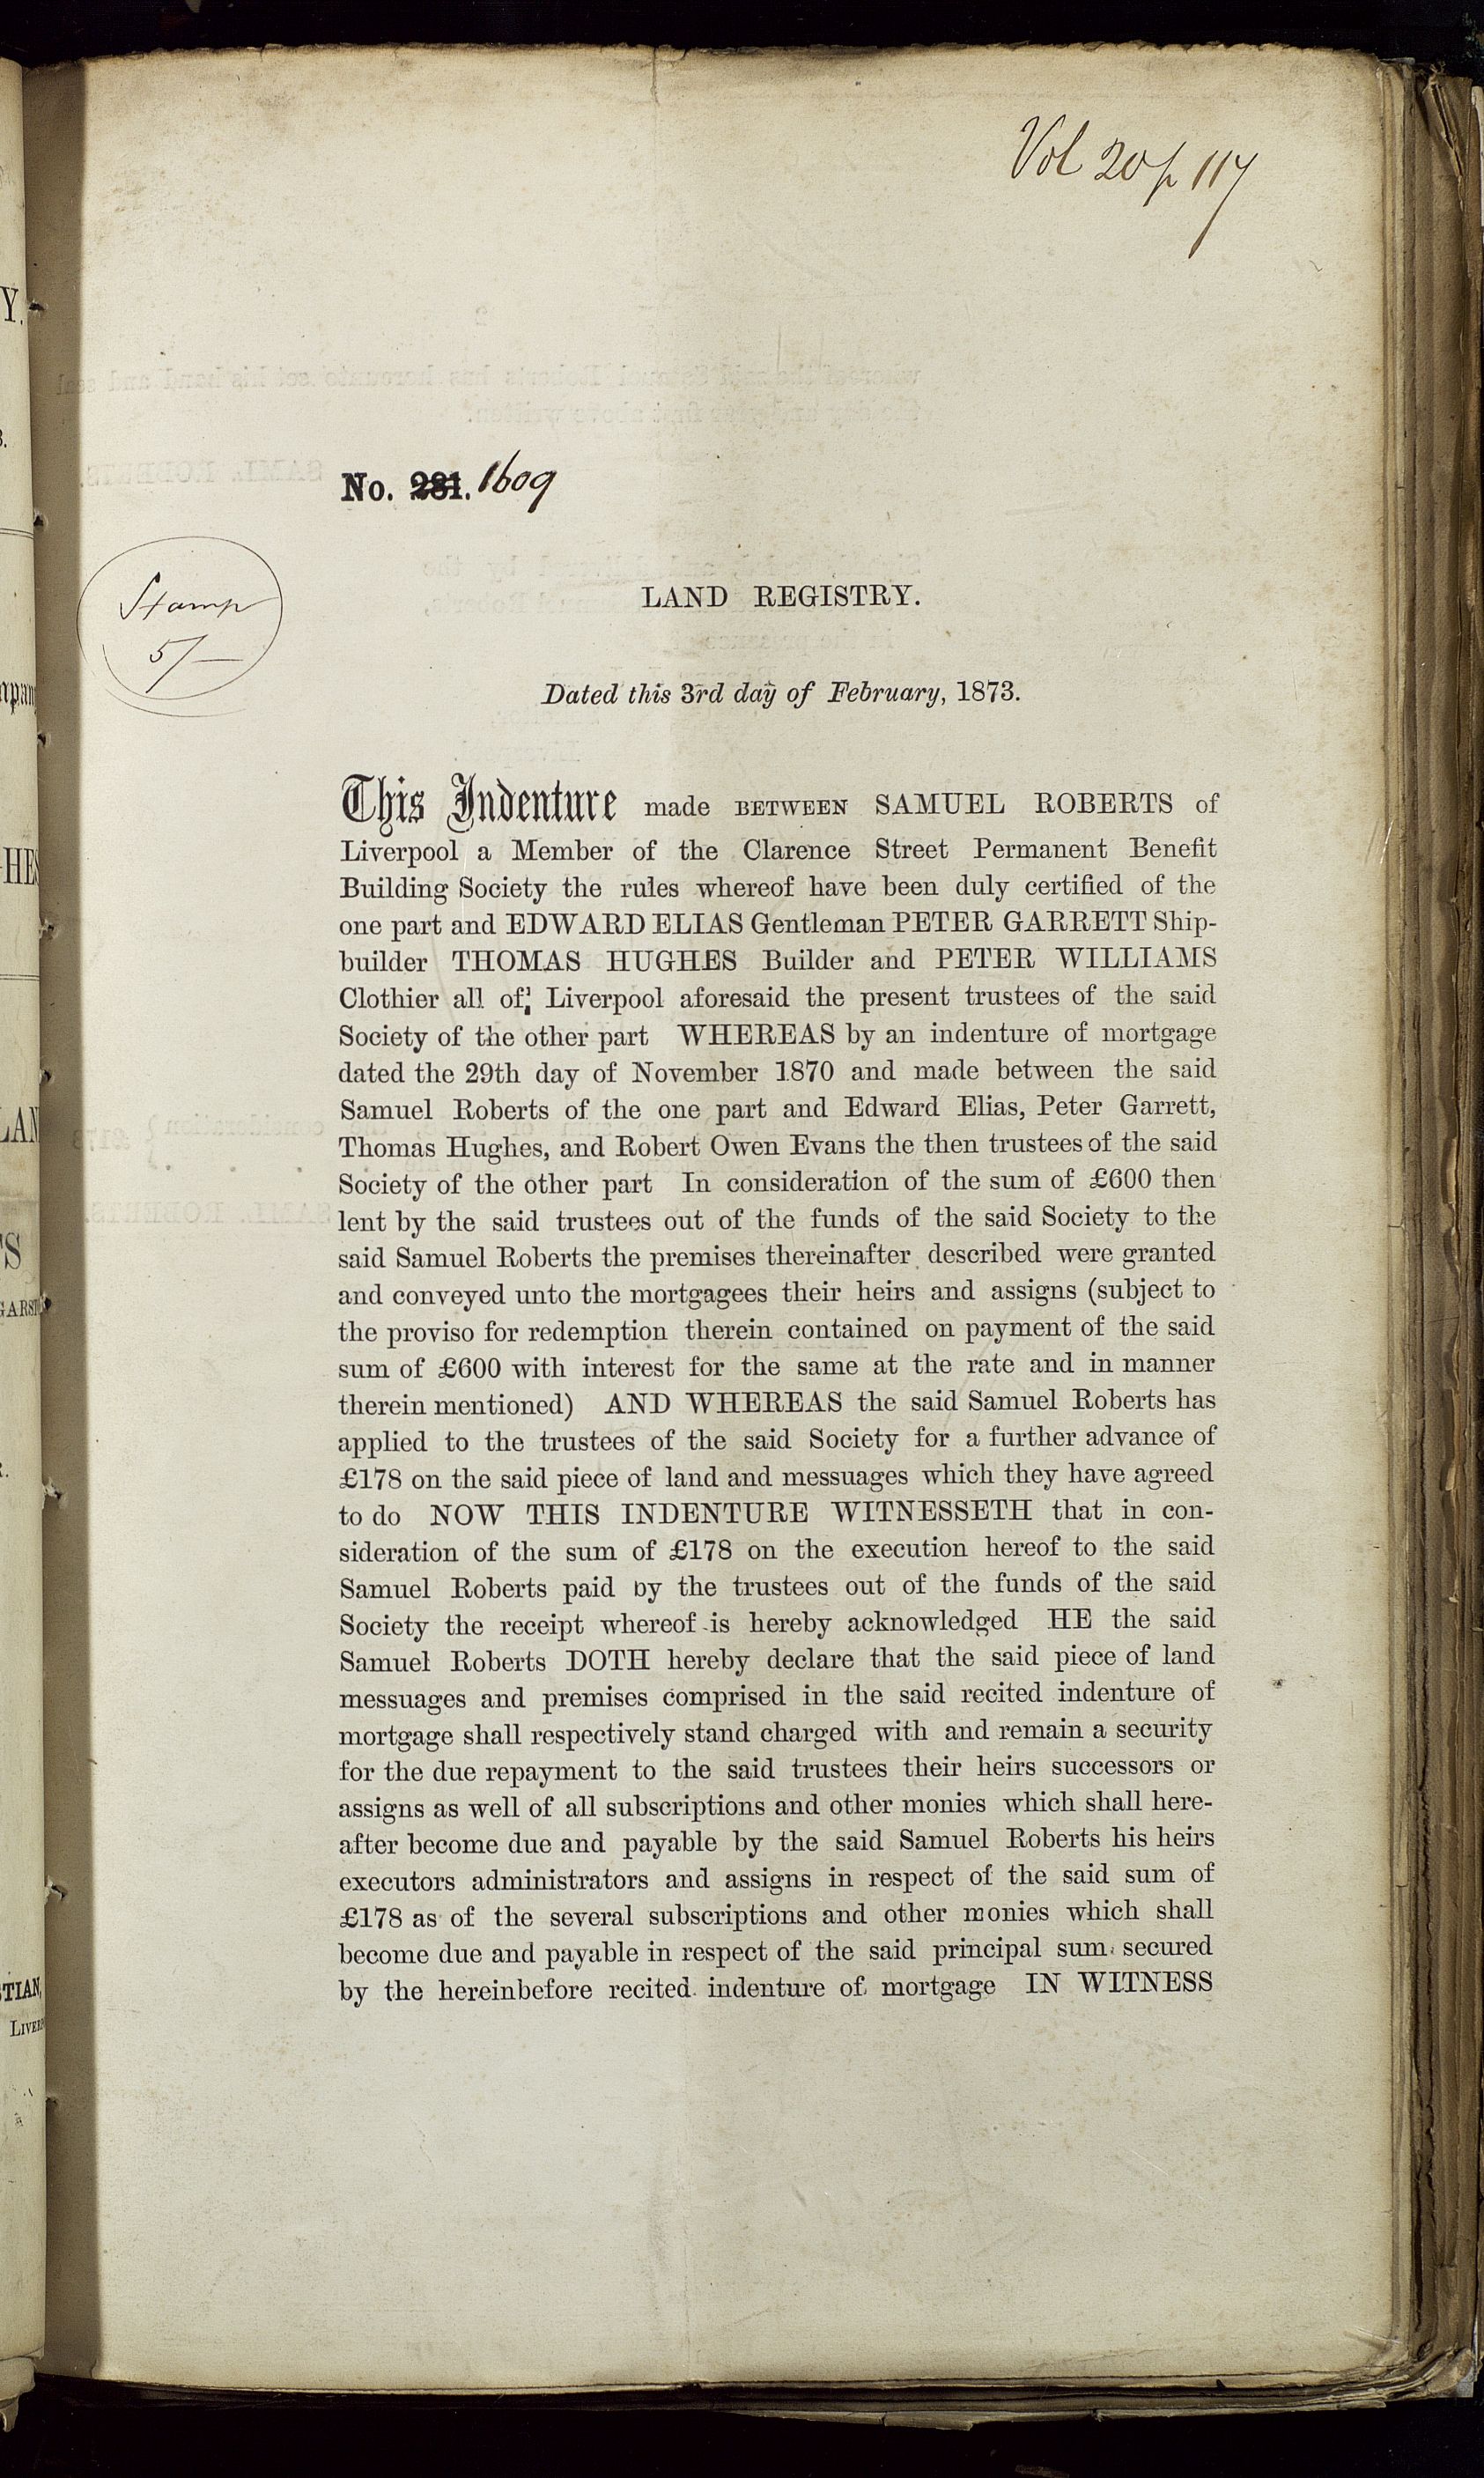 Vol 20 p 117
No. 281. 1609
Stamp
5/-
LAND REGISTRY.
Dated this 3rd day of February, 1873.
This Indenture made BETWEEN SAMUEL ROBERTS of
Liverpool a Member of the Clarence Street Permanent Benefit
Building Society the rules whereof have been duly certified of the
one part and EDWARD ELIAS Gentleman PETER GARRETT Ship-
builder THOMAS HUGHES Builder and PETER WILLIAMS
Clothier all of Liverpool aforesaid the present trustees of the said
Society of the other part WHEREAS by an indenture of mortgage
dated the 29th day of November 1870 and made between the said
Samuel Roberts of the one part and Edward Elias, Peter Garrett,
Thomas Hughes, and Robert Owen Evans the then trustees of the said
Society of the other part In consideration of the sum of £600 then
lent by the said trustees out of the funds of the said Society to the
said Samuel Roberts the premises thereinafter described were granted
and conveyed unto the mortgagees their heirs and assigns (subject to
the proviso for redemption therein contained on payment of the said
sum of £600 with interest for the same at the rate and in manner
therein mentioned) AND WHEREAS the said Samuel Roberts has
applied to the trustees of the said Society for a further advance of
£178 on the said piece of land and messuages which they have agreed
to do NOW THIS INDENTURE WITNESSETH that in con-
sideration of the sum of £178 on the execution hereof to the said
Samuel Roberts paid by the trustees out of the funds of the said
Society the receipt whereof is hereby acknowledged HE the said
Samuel Roberts DOTH hereby declare that the said piece of land
messuages and premises comprised in the said recited indenture of
mortgage shall respectively stand charged with and remain a security
for the due repayment to the said trustees their heirs successors or
assigns as well of all subscriptions and other monies which shall here-
after become due and payable by the said Samuel Roberts his heirs
executors administrators and assigns in respect of the said sum of
£178 as of the several subscriptions and other monies which shall
become due and payable in respect of the said principal sum secured
by the hereinbefore recited indenture of mortgage IN WITNESS